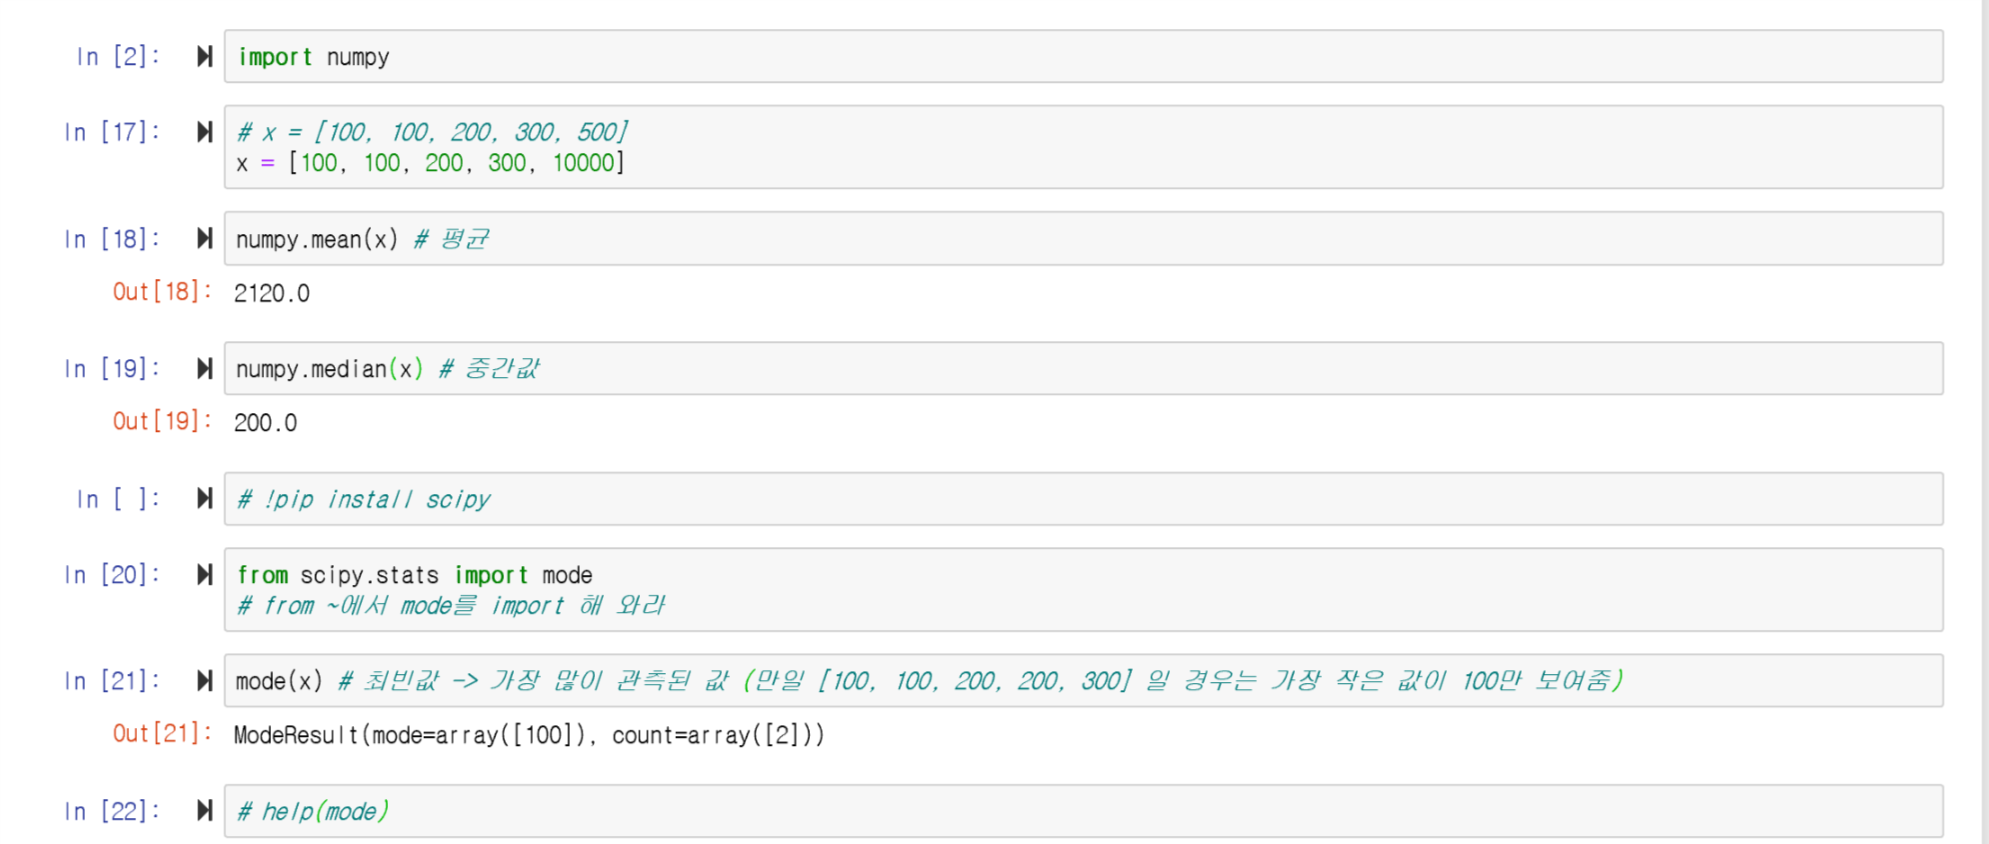 In [2]: import numpy
In [17]: # x = [100, 100, 200, 300, 500]
x = [100, 100, 200, 300, 10000]
In [18]: numpy.mean(x) # 평균
Out[18]: 2120.0
In [19]: numpy.median(x) # 중간값
Out[19]: 200.0
In [ ]: # !pip install scipy
In [20]: from scipy.stats import mode
# from ~에서 mode를 import 해 와라
In [21]: mode(x) # 최빈값 -> 가장 많이 관측된 값 (만일 [100, 100, 200, 200, 300] 일 경우는 가장 작은 값이 100만 보여줌)
Out[21]: ModeResult(mode=array([100]), count=array([2]))
In [22]: # help(mode)